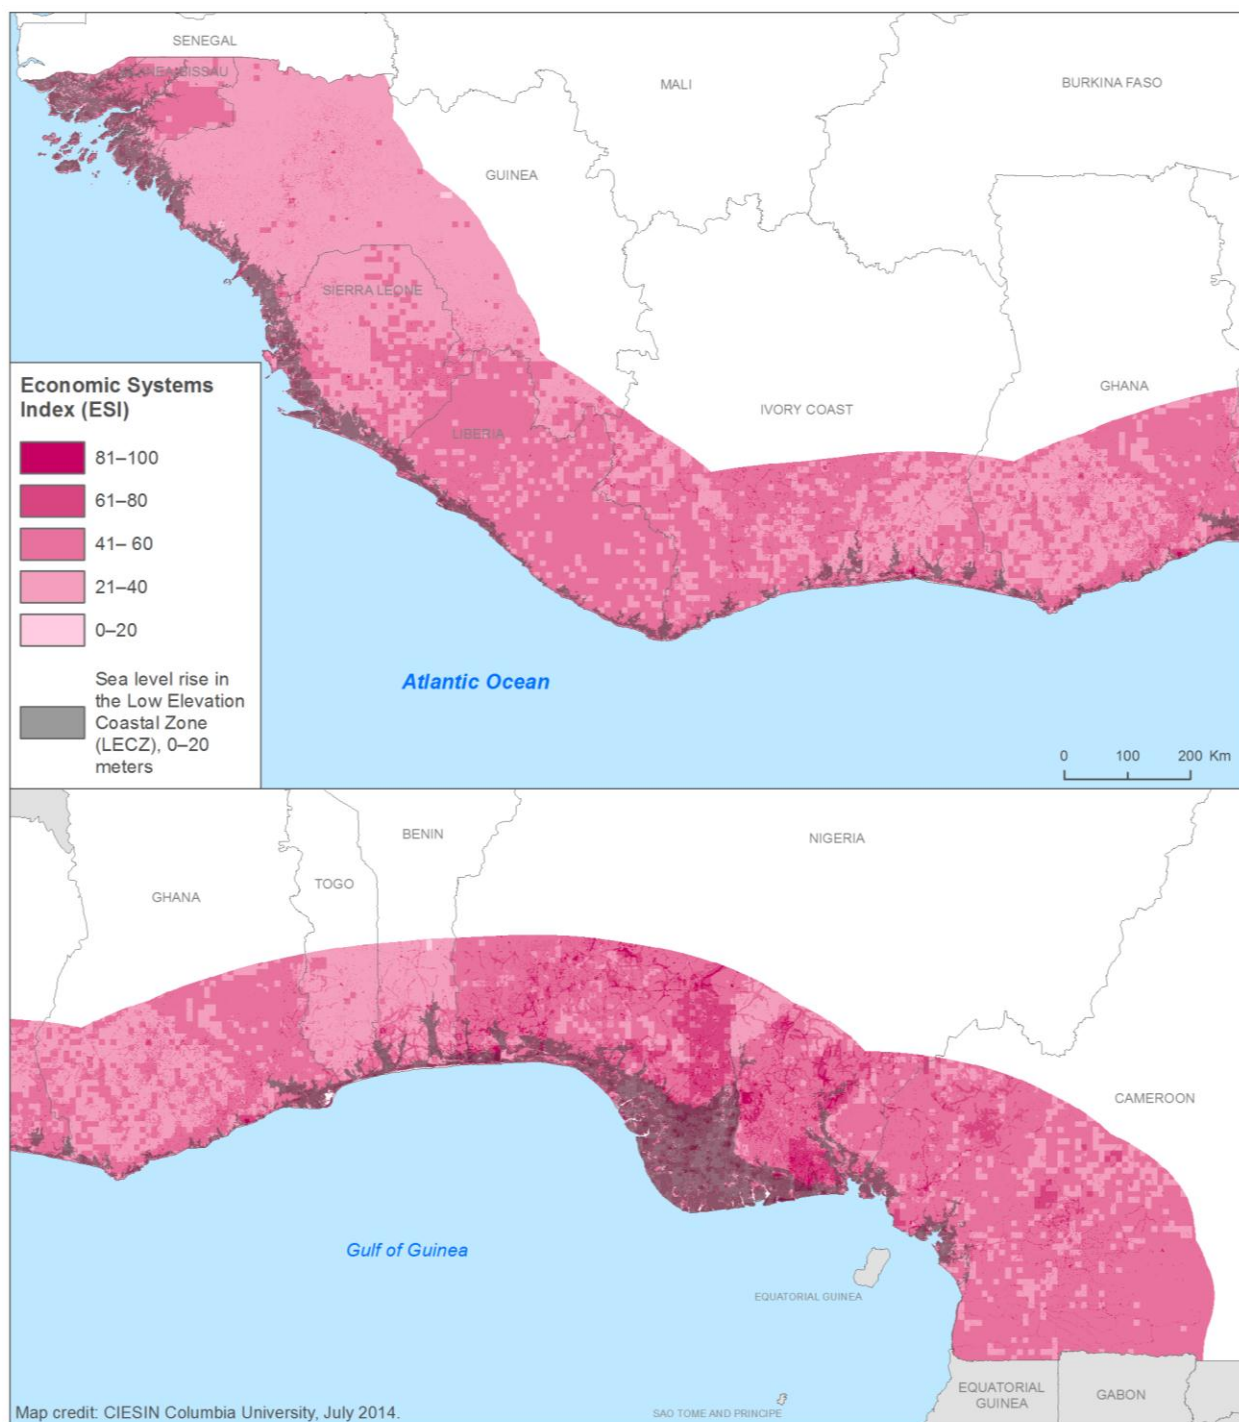 SENEGAL
GUINEA-BISSAU
MALI
BURKINA FASO
GUINEA
SIERRA LEONE
GHANA
IVORY COAST
LIBERIA
Economic Systems
Index (ESI)
81–100
61–80
41– 60
21–40
0–20
Sea level rise in
the Low Elevation
Coastal Zone
(LECZ), 0–20
meters
Atlantic Ocean
0 100 200 Km
BENIN
NIGERIA
TOGO
GHANA
CAMEROON
Gulf of Guinea
EQUATORIAL GUINEA
EQUATORIAL
GUINEA
GABON
SAO TOME AND PRINCIPE
Map credit: CIESIN Columbia University, July 2014.